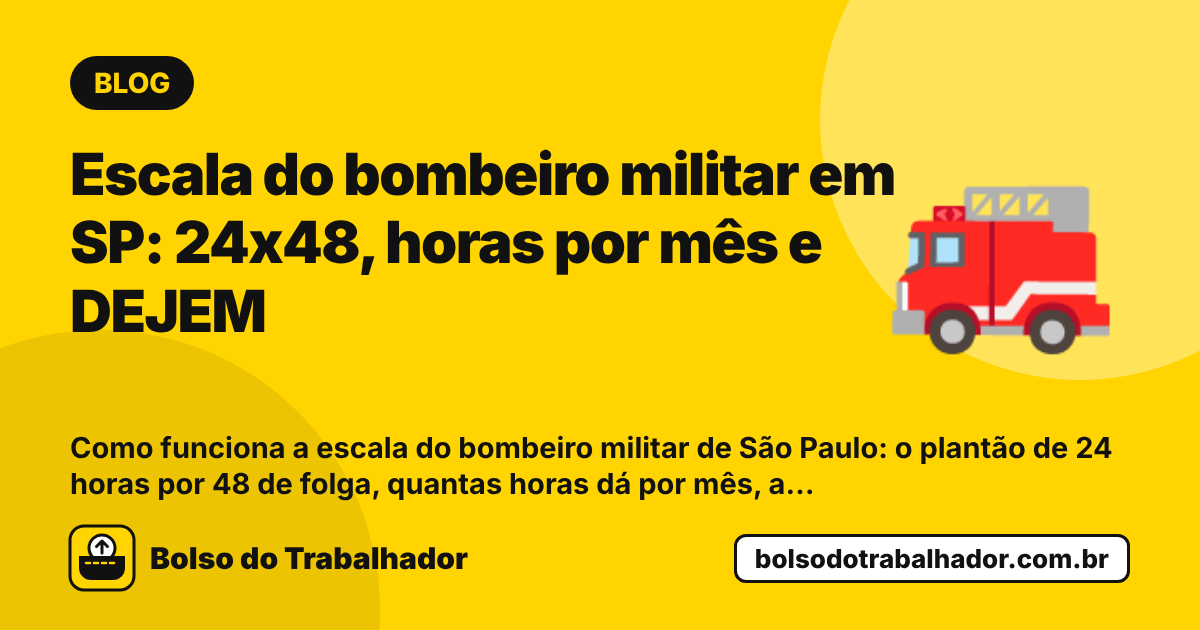 BLOG
Escala do bombeiro militar em
SP: 24x48, horas por mês e
DEJEM
Como funciona a escala do bombeiro militar de São Paulo: o plantão de 24
horas por 48 de folga, quantas horas dá por mês, a...
Bolso do Trabalhador
bolsodotrabalhador.com.br